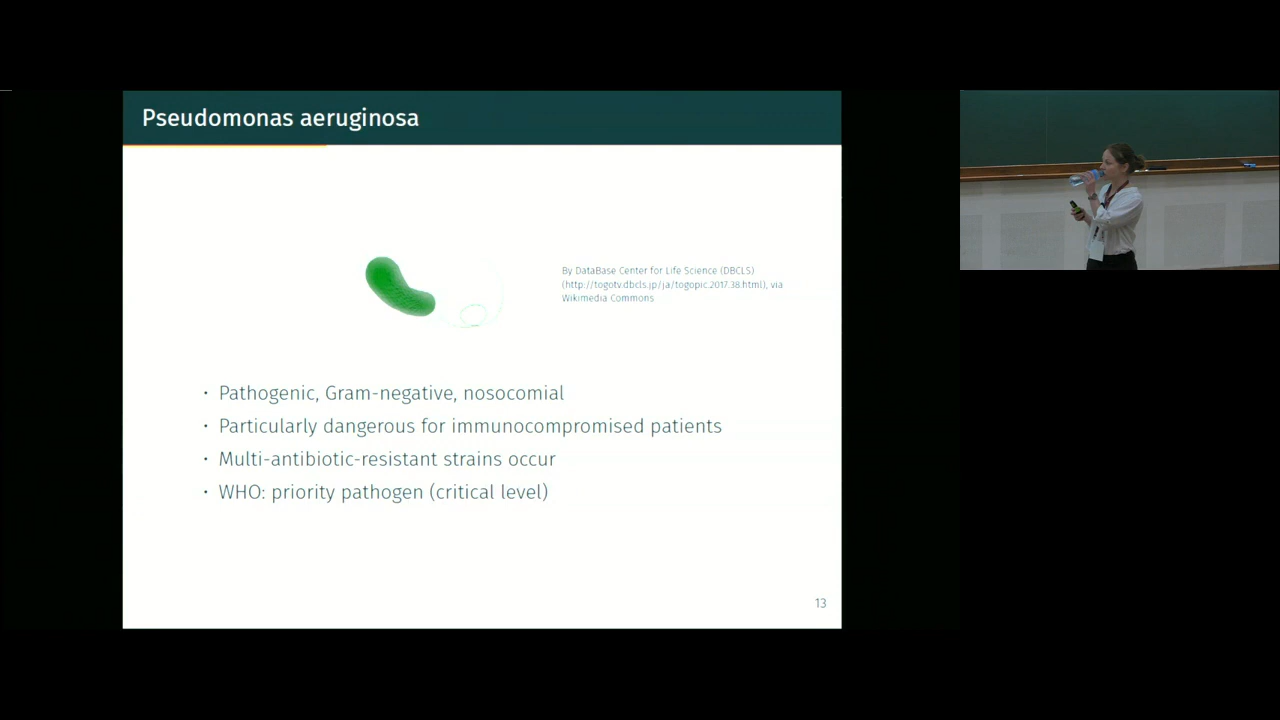 Pseudomonas aeruginosa
By DataBase Center for Life Science (DBCLS)
(http://togotv.dbcls.jp/ja/togopic.2017.38.html), via
Wikimedia Commons
• Pathogenic, Gram-negative, nosocomial
• Particularly dangerous for immunocompromised patients
• Multi-antibiotic-resistant strains occur
• WHO: priority pathogen (critical level)
13